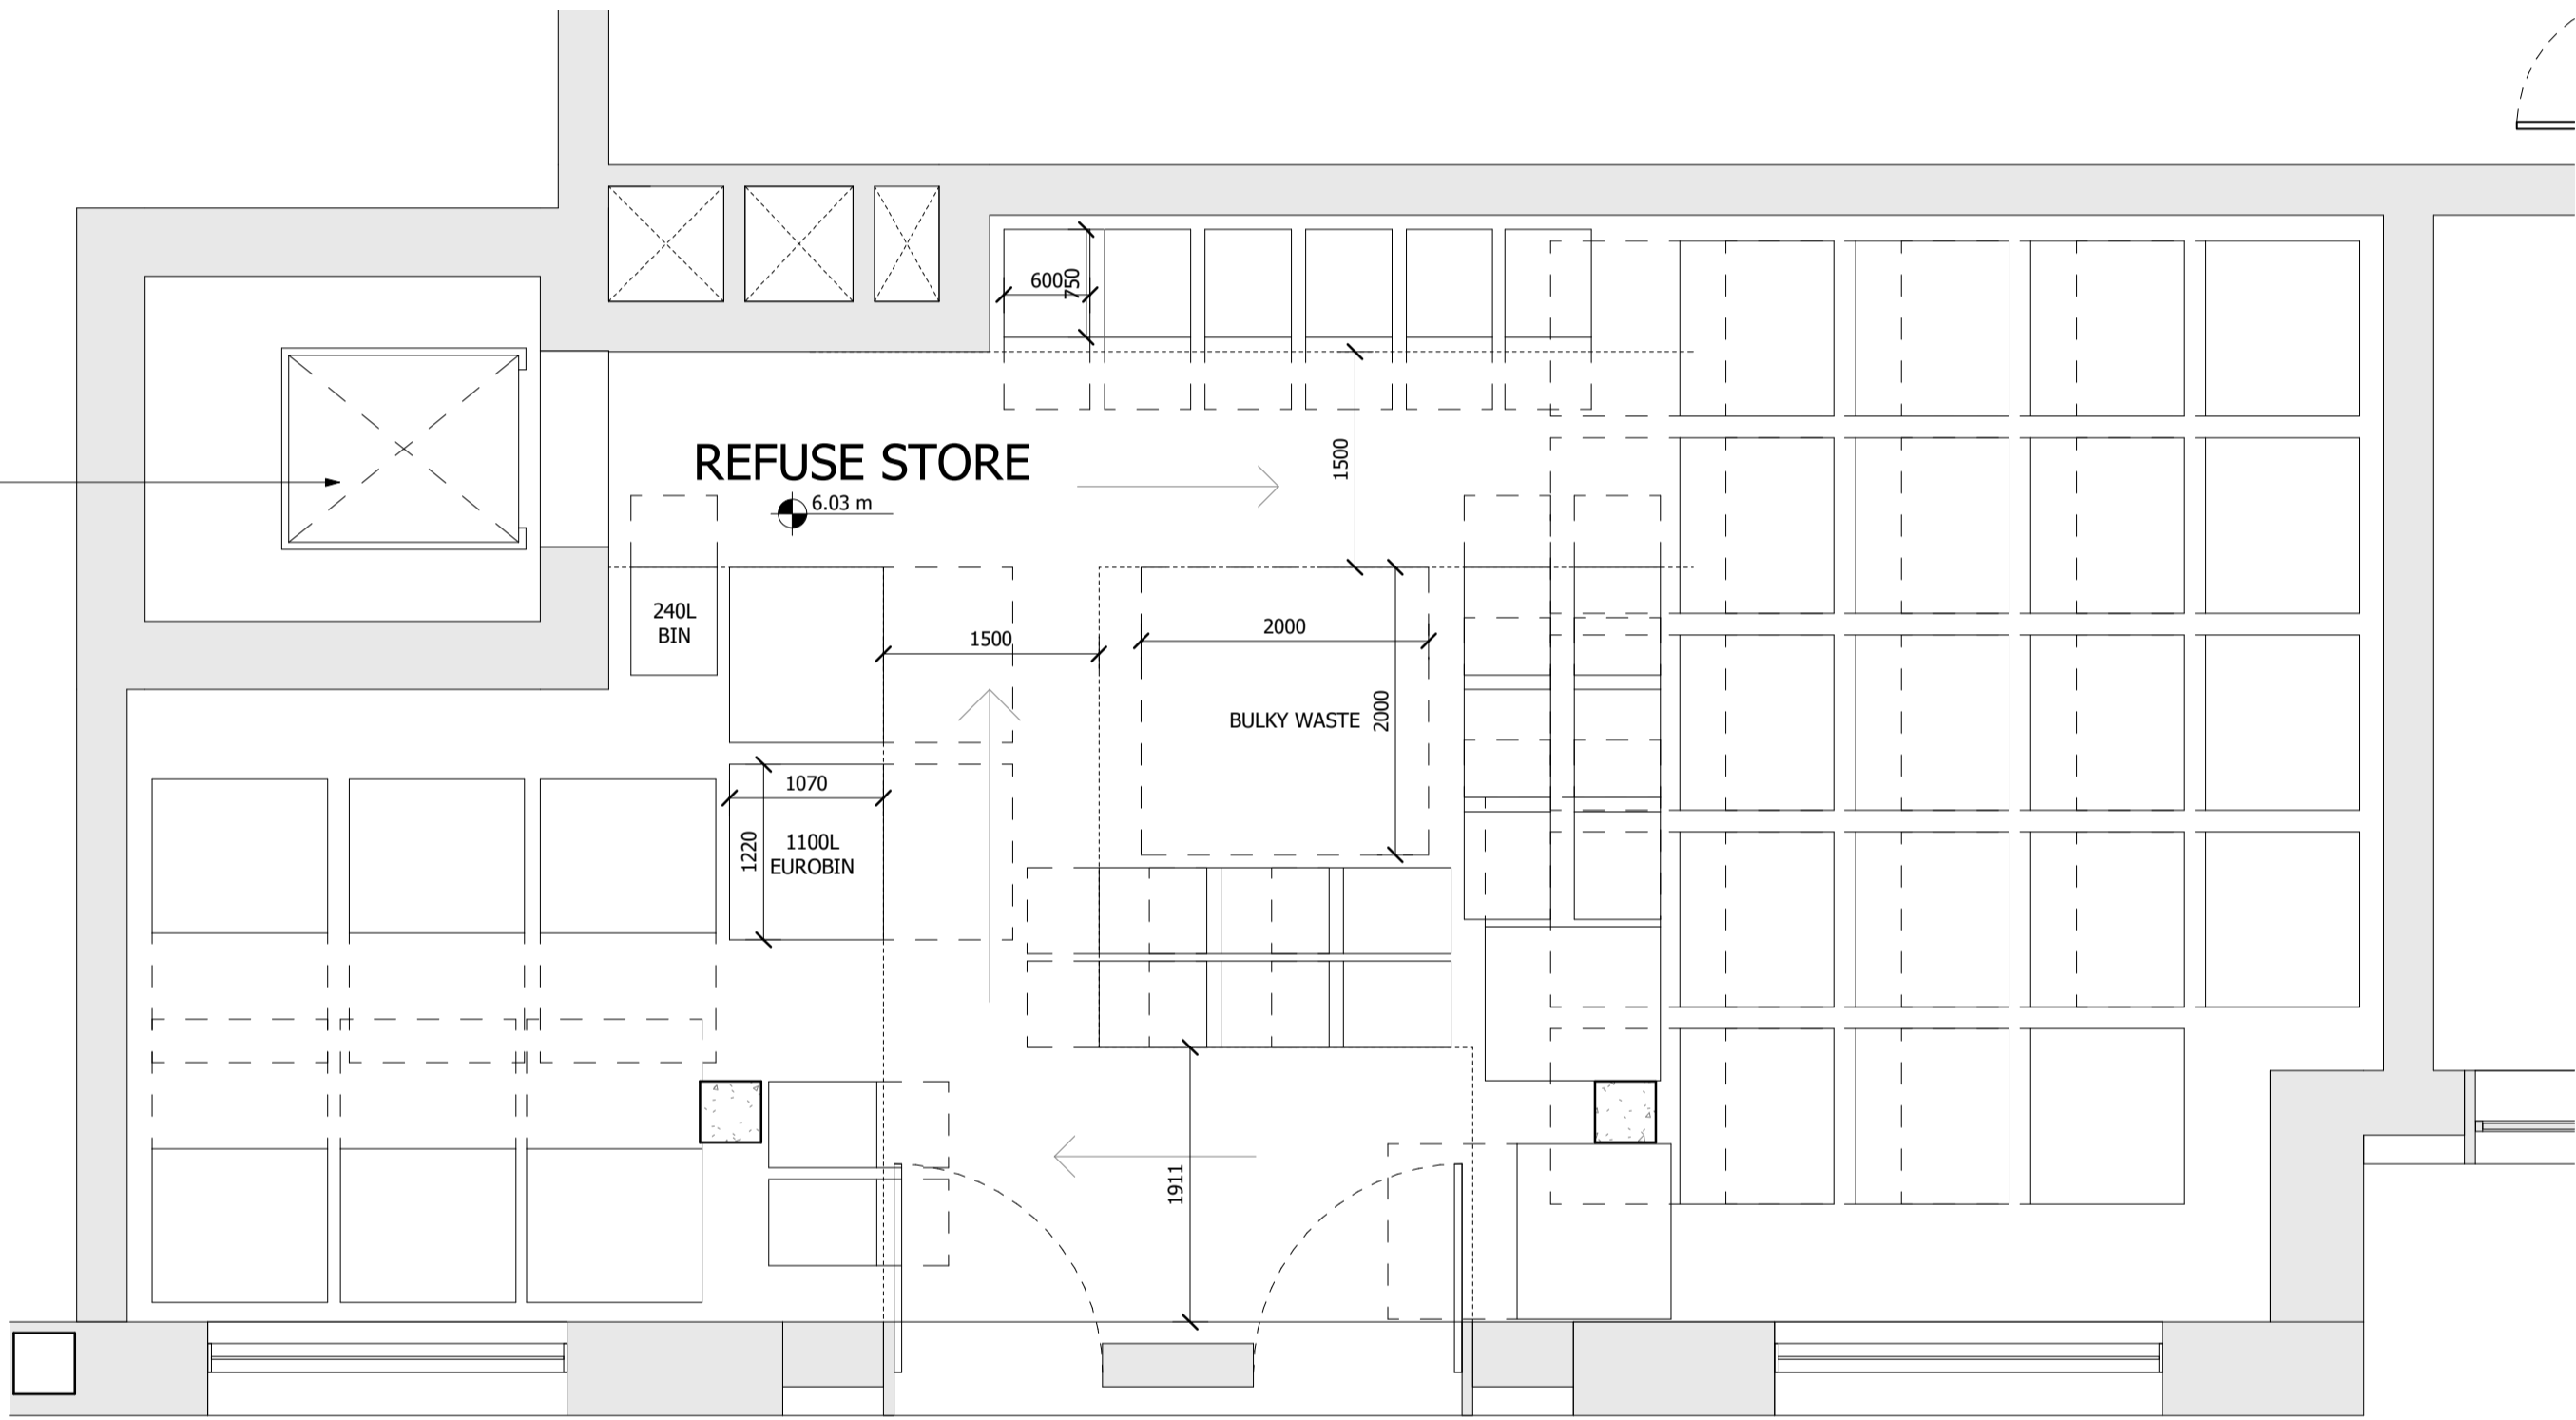 600
750
REFUSE STORE
6.03 m
1500
240L
BIN
1500
2000
2000
BULKY WASTE
1070
1220
1100L
EUROBIN
1911